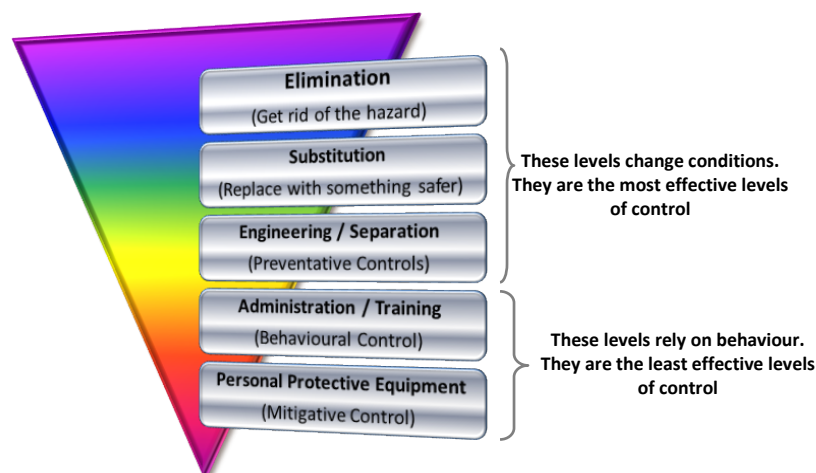 Elimination
(Get rid of the hazard)
Substitution
(Replace with something safer)
Engineering / Separation
(Preventative Controls)
These levels change conditions.
They are the most effective levels
of control
Administration / Training
(Behavioural Control)
Personal Protective Equipment
(Mitigative Control)
These levels rely on behaviour.
They are the least effective levels
of control